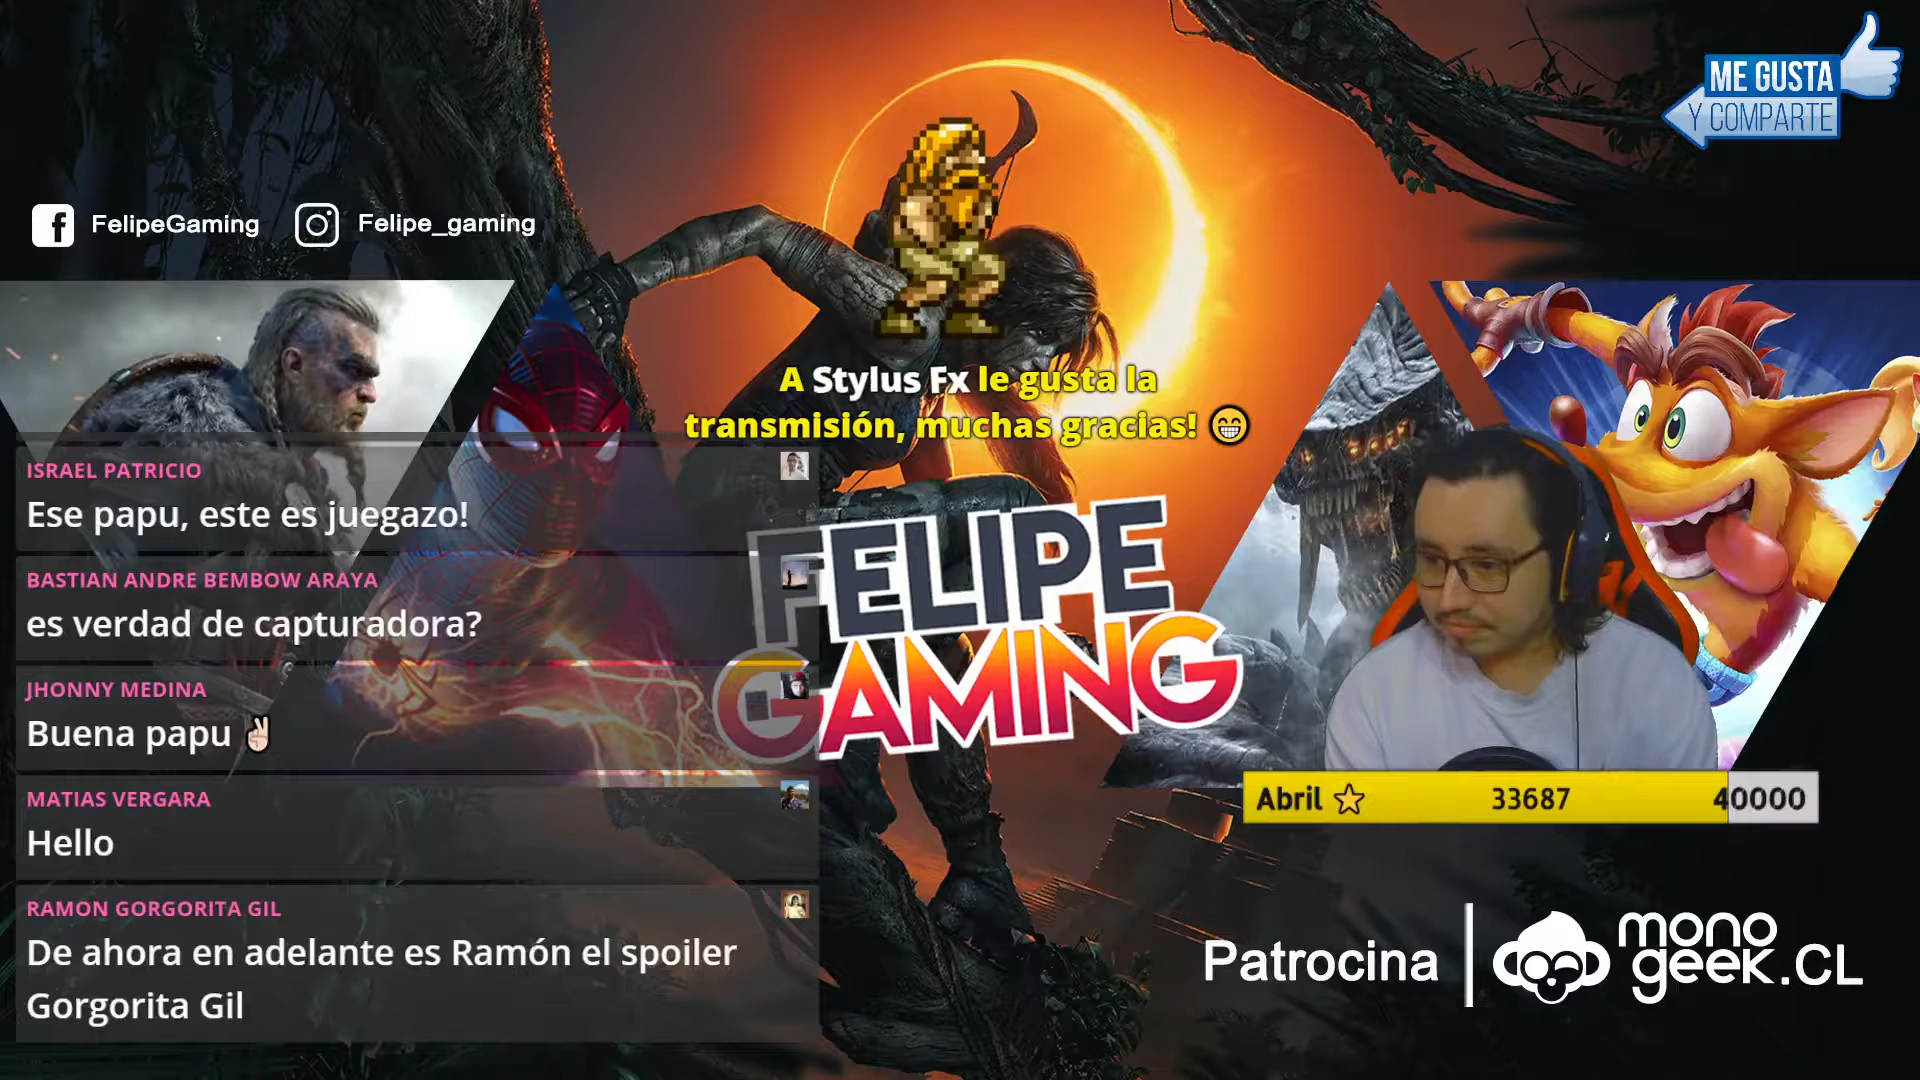 ME GUSTA
Y COMPARTE
FelipeGaming
Felipe_gaming
A Stylus Fx le gusta la
transmisión, muchas gracias! 😁
ISRAEL PATRICIO
Ese papu, este es juegazo!
BASTIAN ANDRE BEMBOW ARAYA
es verdad de capturadora?
JHONNY MEDINA
Buena papu ✌🏻
MATIAS VERGARA
Hello
RAMON GORGORITA GIL
De ahora en adelante es Ramón el spoiler
Gorgorita Gil
FELIPE
GAMING
Abril ☆ 33687 40000
Patrocina
mono
geek.CL